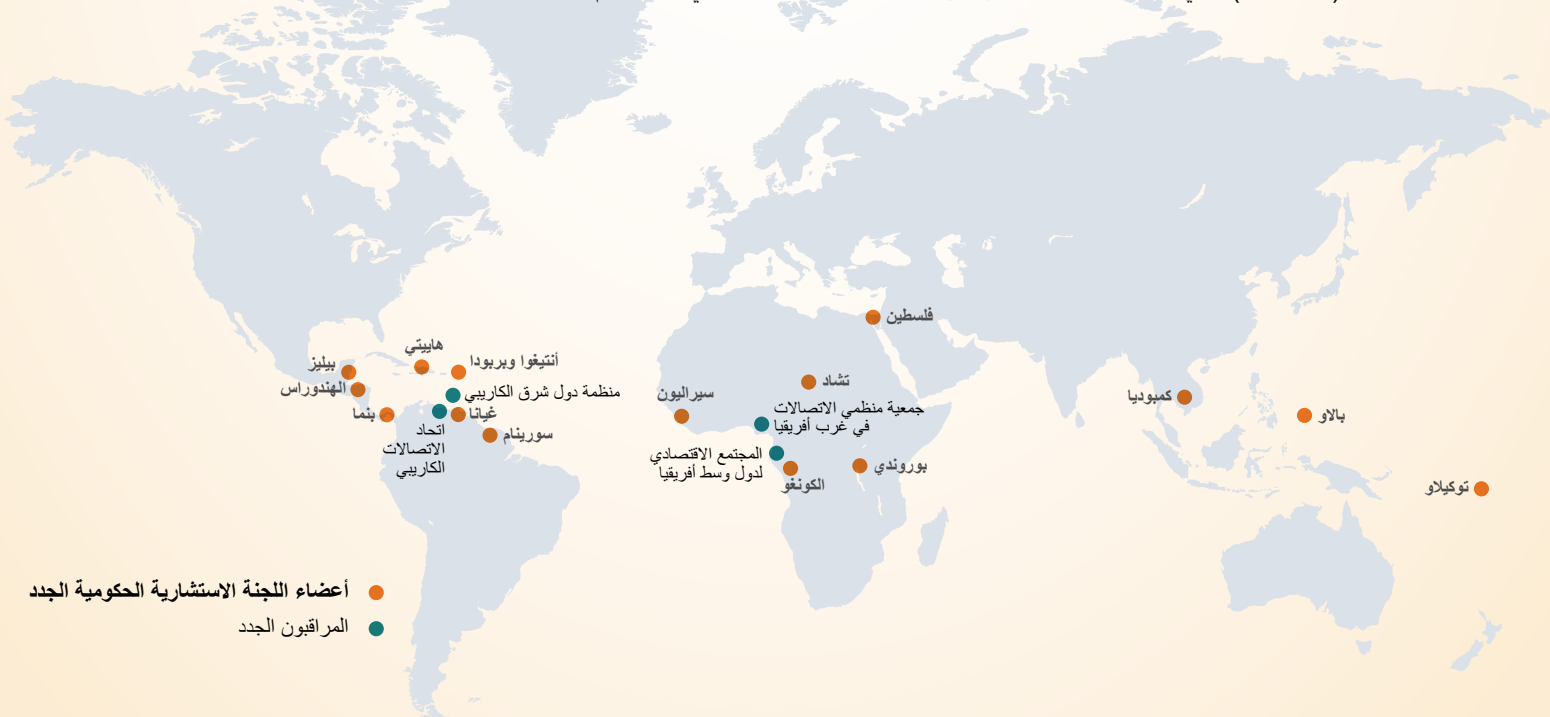 هاييتي
أنتيغوا وبربودا
بيليز
الهندوراس
منظمة دول شرق الكاريبي
بنما
غيانا
اتحاد
الاتصالات
الكاريبي
سورينام
فلسطين
تشاد
سيراليون
جمعية منظمي الاتصالات
في غرب أفريقيا
المجتمع الاقتصادي
لدول وسط أفريقيا
الكونغو
بوروندي
كمبوديا
بالاو
توكيلاو
أعضاء اللجنة الاستشارية الحكومية الجدد
المراقبون الجدد